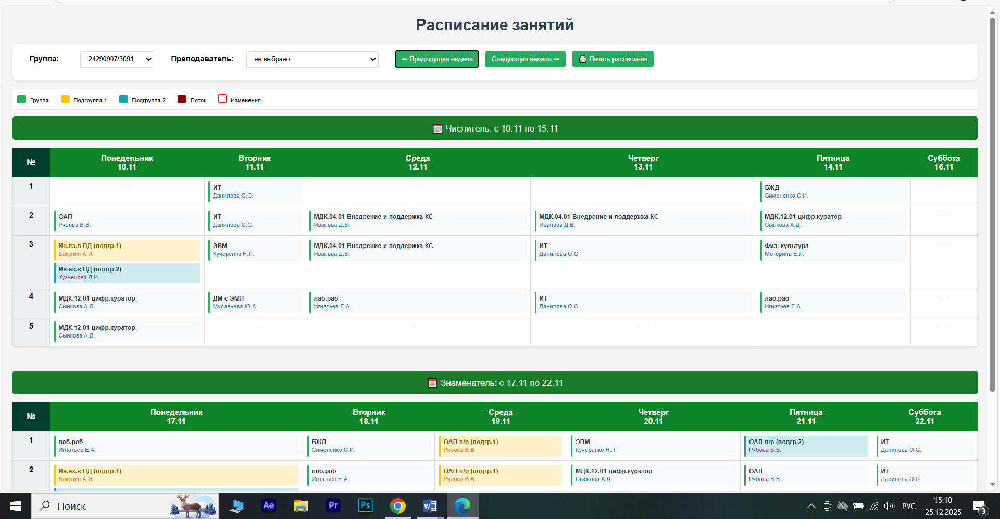 Расписание занятий
Группа:
24290907/3091
Преподаватель:
не выбрано
← Предыдущая неделя
Следующая неделя →
Печать расписания
Группа
Подгруппа 1
Подгруппа 2
Поток
Изменения
Числитель: с 10.11 по 15.11
№
Понедельник
10.11
Вторник
11.11
Среда
12.11
Четверг
13.11
Пятница
14.11
Суббота
15.11
1
—
ИТ
Данилова О.С.
—
—
БЖД
Симоненко С.И.
—
2
ОАП
Рябова В.В.
ИТ
Данилова О.С.
МДК.04.01 Внедрение и поддержка КС
Иванова Д.В.
МДК.04.01 Внедрение и поддержка КС
Иванова Д.В.
МДК.12.01 цифр.куратор
Сынкова А.Д.
—
3
Ин.яз.в ПД (подгр.1)
Вакулин А.И.
Ин.яз.в ПД (подгр.2)
Кузнецова Л.И.
ЭВМ
Кучеренко Н.Л.
МДК.04.01 Внедрение и поддержка КС
Иванова Д.В.
ИТ
Данилова О.С.
Физ. культура
Моторина Е.Л.
—
4
МДК.12.01 цифр.куратор
Сынкова А.Д.
ДМ с ЭМЛ
Муравьева Ю.А.
лаб.раб
Игнатьев Е.А.
ИТ
Данилова О.С.
лаб.раб
Игнатьев Е.А.
—
5
МДК.12.01 цифр.куратор
Сынкова А.Д.
—
—
—
—
—
Знаменатель: с 17.11 по 22.11
№
Понедельник
17.11
Вторник
18.11
Среда
19.11
Четверг
20.11
Пятница
21.11
Суббота
22.11
1
лаб.раб
Игнатьев Е.А.
БЖД
Симоненко С.И.
ОАП л/р (подгр.1)
Рябова В.В.
ЭВМ
Кучеренко Н.Л.
ОАП л/р (подгр.2)
Рябова В.В.
ИТ
Данилова О.С.
2
Ин.яз.в ПД (подгр.1)
Вакулин А.И.
лаб.раб
Игнатьев Е.А.
ОАП л/р (подгр.1)
Рябова В.В.
МДК.12.01 цифр.куратор
Сынкова А.Д.
ОАП
Рябова В.В.
ИТ
Данилова О.С.
Поиск
Ae
Pr
Ps
W
РУС
15:18
25.12.2025
3